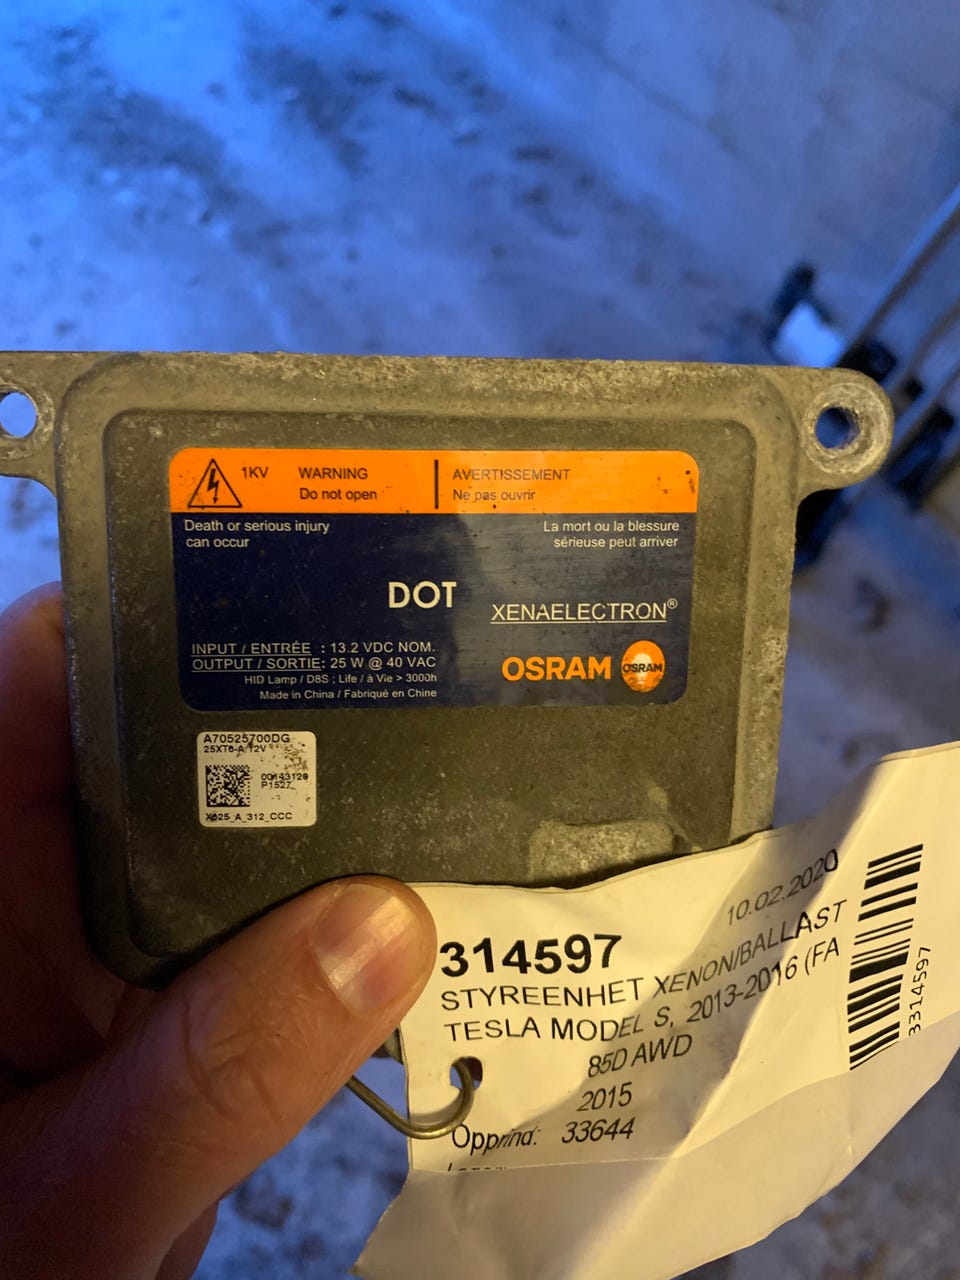 1KV
WARNING
Do not open
AVERTISSEMENT
Ne pas ouvrir
Death or serious injury
can occur
La mort ou la blessure
sérieuse peut arriver
DOT
XENAELECTRON®
INPUT / ENTRÉE : 13.2 VDC NOM.
OUTPUT / SORTIE: 25 W @ 40 VAC
HID Lamp / D8S ; Life / à Vie > 3000h
Made in China / Fabriqué en Chine
OSRAM OSRAM
A70525700DG
25XT6-A 12V
00143128
P1527
X625_A_312_CCC
10.02.2020
314597
STYREENHET XENON/BALLAST
TESLA MODEL S, 2013-2016 (FA
85D AWD
2015
Opprind: 33644
3314597